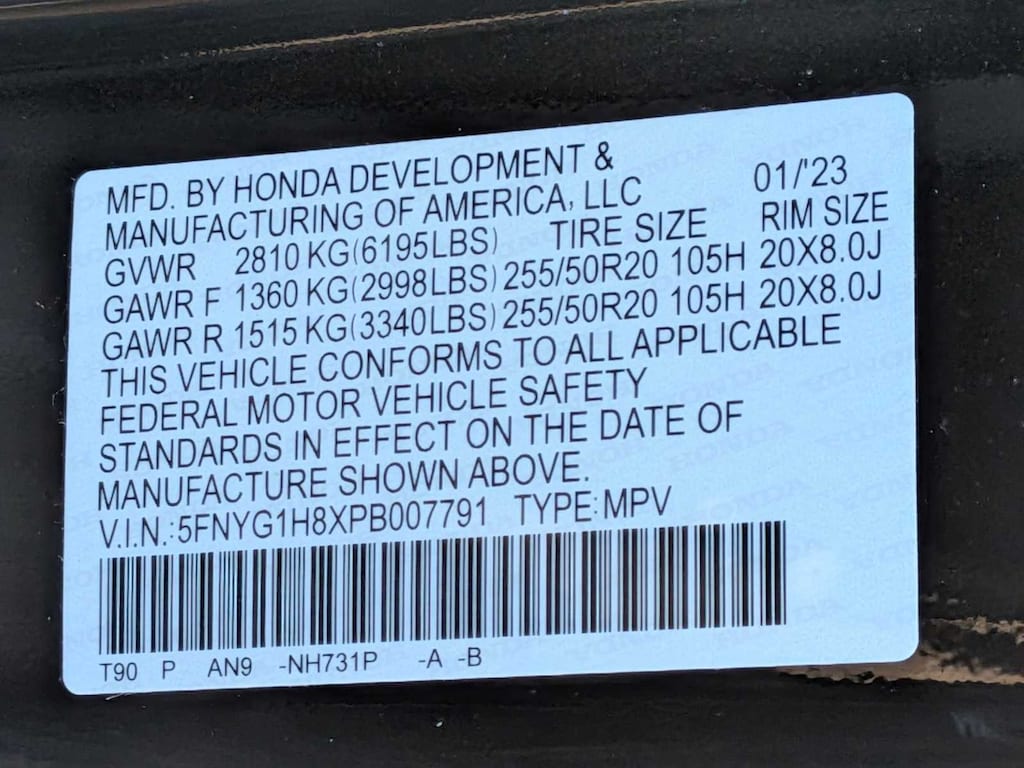 MFD. BY HONDA DEVELOPMENT &
MANUFACTURING OF AMERICA, LLC 01/'23
GVWR 2810 KG(6195LBS) TIRE SIZE RIM SIZE
GAWR F 1360 KG(2998LBS) 255/50R20 105H 20X8.0J
GAWR R 1515 KG(3340LBS) 255/50R20 105H 20X8.0J
THIS VEHICLE CONFORMS TO ALL APPLICABLE
FEDERAL MOTOR VEHICLE SAFETY
STANDARDS IN EFFECT ON THE DATE OF
MANUFACTURE SHOWN ABOVE.
V.I.N.:5FNYG1H8XPB007791 TYPE:MPV
T90 P AN9 -NH731P -A -B